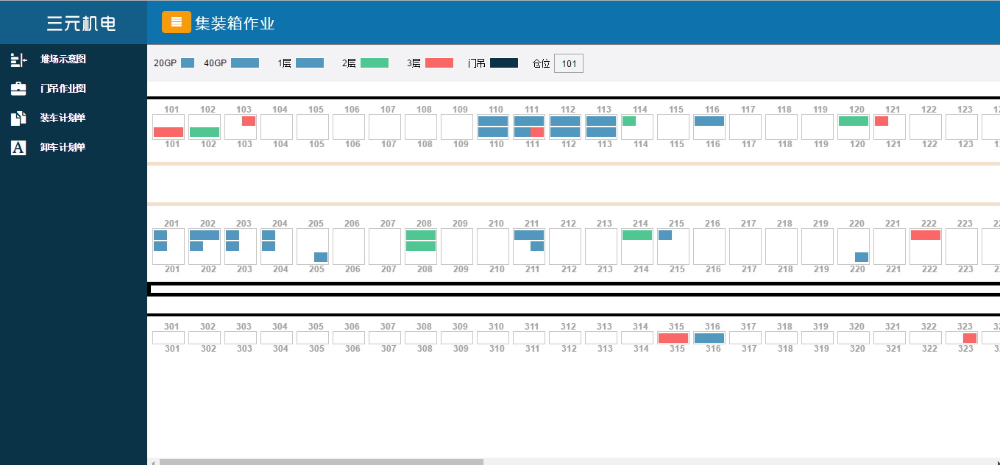 三元机电
集装箱作业
堆场示意图
门吊作业图
装车计划单
A 卸车计划单
20GP 40GP 1层 2层 3层 门吊 仓位 101
101 102 103 104 105 106 107 108 109 110 111 112 113 114 115 116 117 118 119 120 121 122 123
101 102 103 104 105 106 107 108 109 110 111 112 113 114 115 116 117 118 119 120 121 122 123
201 202 203 204 205 206 207 208 209 210 211 212 213 214 215 216 217 218 219 220 221 222 223
201 202 203 204 205 206 207 208 209 210 211 212 213 214 215 216 217 218 219 220 221 222 223
301 302 303 304 305 306 307 308 309 310 311 312 313 314 315 316 317 318 319 320 321 322 323
301 302 303 304 305 306 307 308 309 310 311 312 313 314 315 316 317 318 319 320 321 322 323